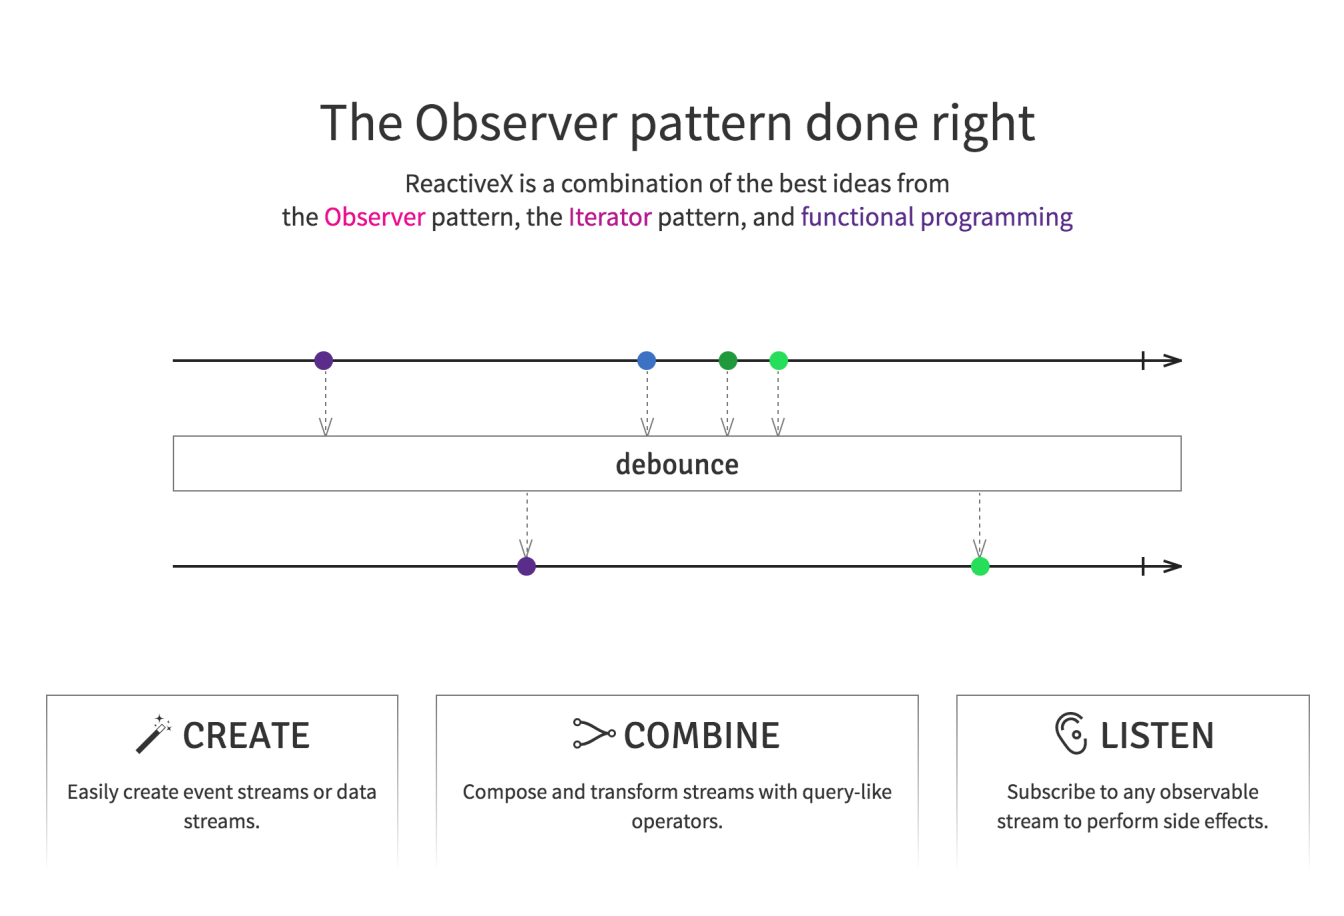 The Observer pattern done right
ReactiveX is a combination of the best ideas from
the Observer pattern, the Iterator pattern, and functional programming
debounce
CREATE
Easily create event streams or data
streams.
COMBINE
Compose and transform streams with query-like
operators.
LISTEN
Subscribe to any observable
stream to perform side effects.